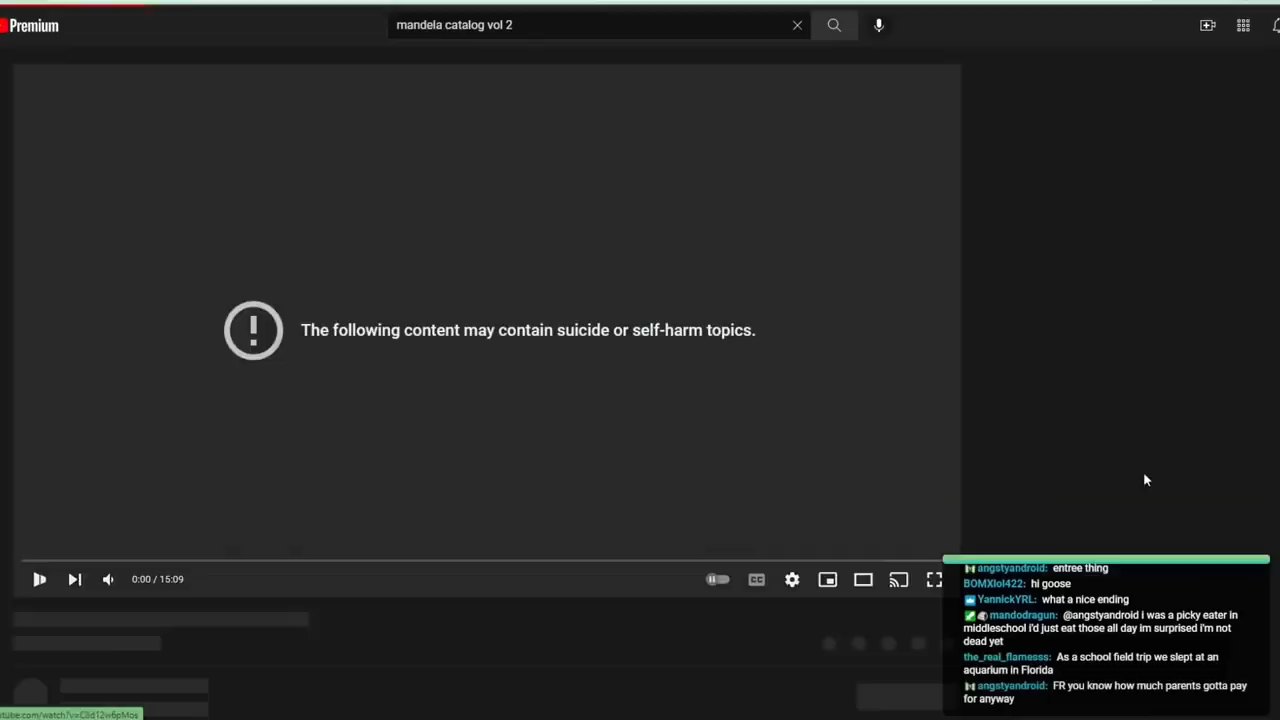 Premium
mandela catalog vol 2
The following content may contain suicide or self-harm topics.
0:00 / 15:09
CC
angstyandroid: entree thing
BOMXlol422: hi goose
YannickYRL: what a nice ending
mandodragun: @angstyandroid i was a picky eater in
middleschool i'd just eat those all day im surprised i'm not
dead yet
the_real_flamesss: As a school field trip we slept at an
aquarium in Florida
angstyandroid: FR you know how much parents gotta pay
for anyway